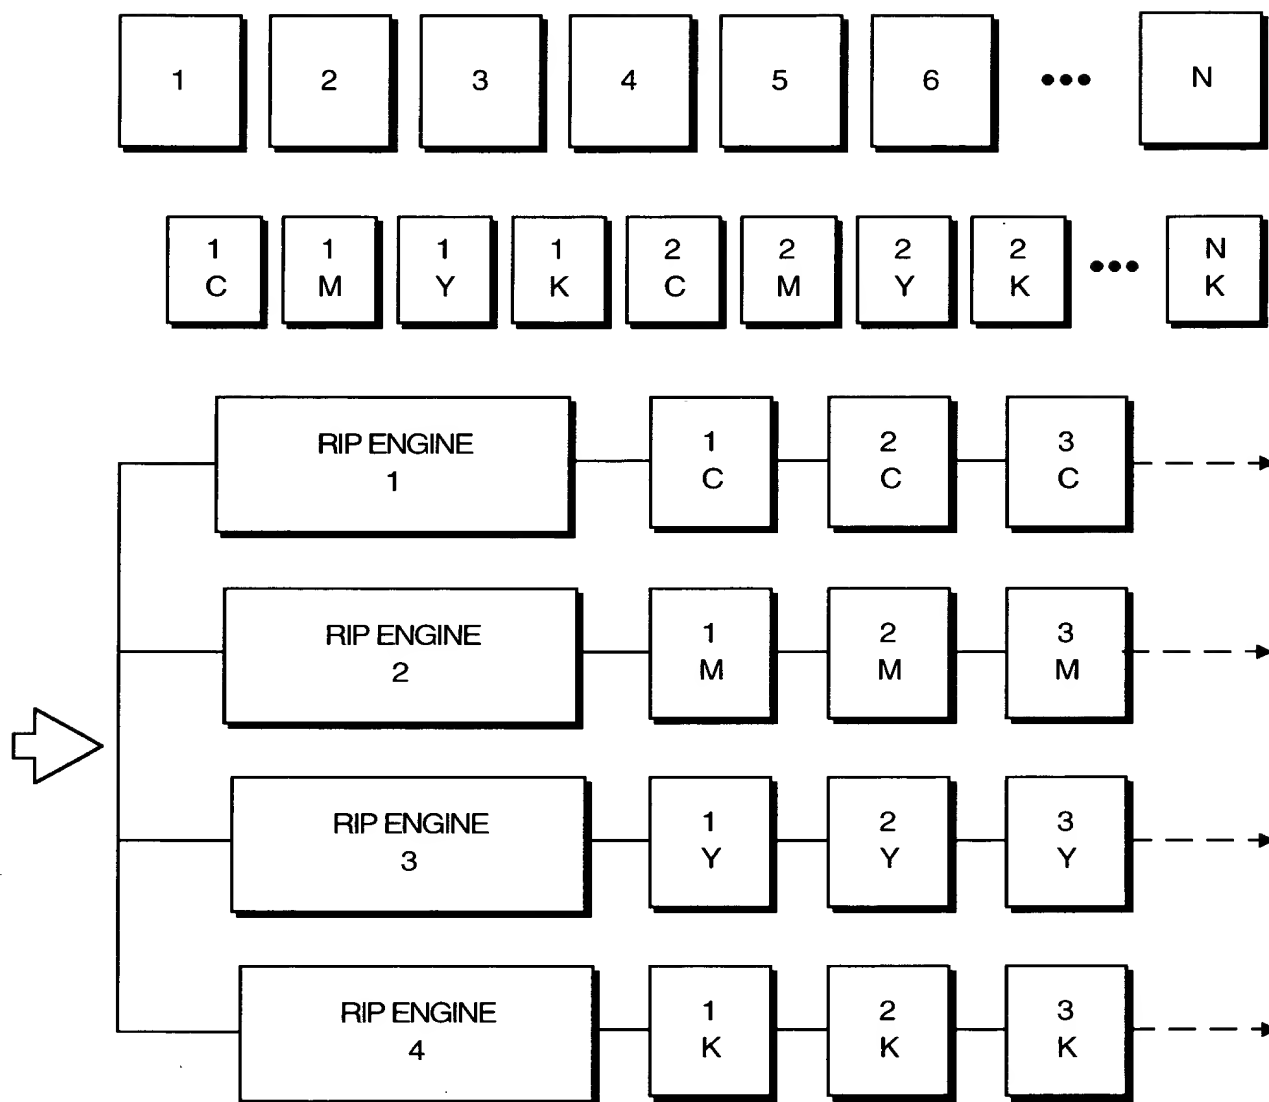 1 2 3 4 5 6 ••• N
1 1 1 1 2 2 2 2 ••• N
C M Y K C M Y K K
RIP ENGINE
1
1 2 3
C C C
RIP ENGINE
2
1 2 3
M M M
RIP ENGINE
3
1 2 3
Y Y Y
RIP ENGINE
4
1 2 3
K K K